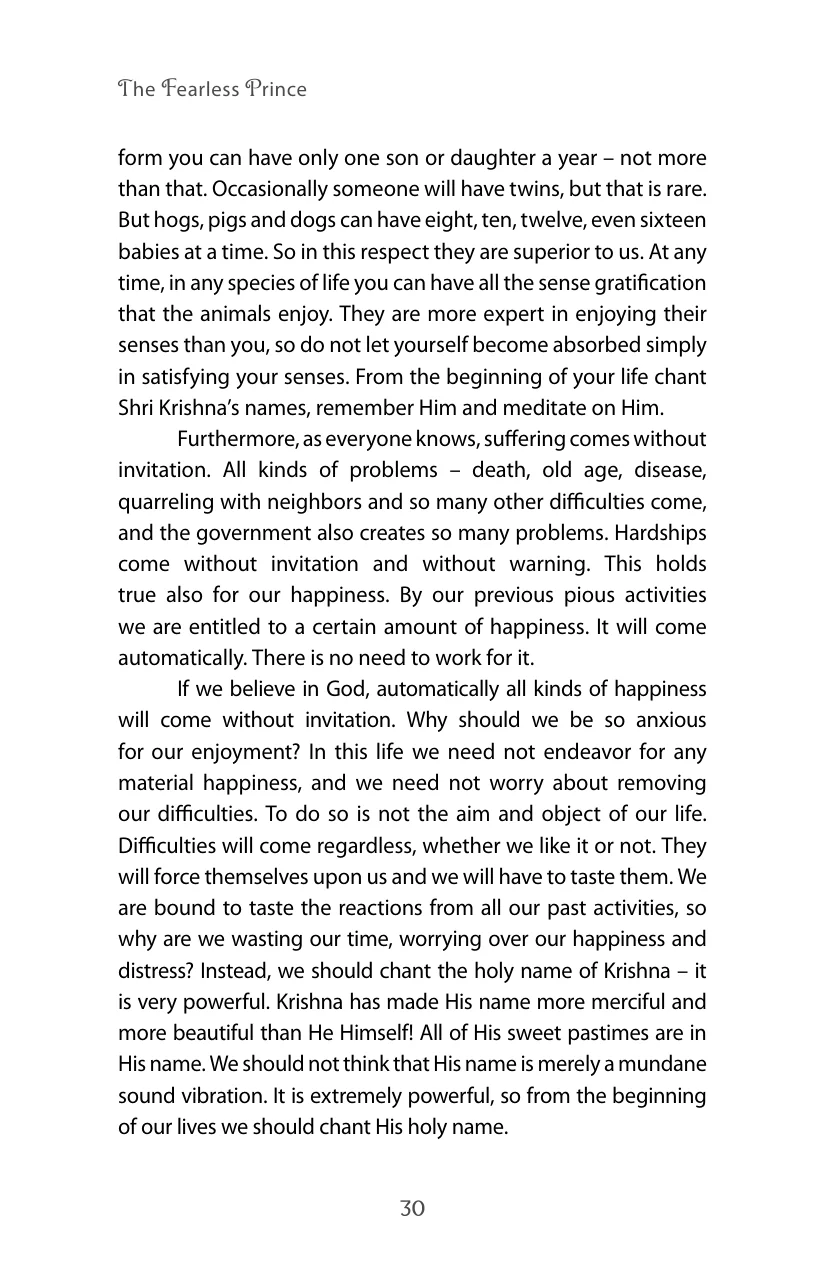 The Fearless Prince
form you can have only one son or daughter a year – not more
than that. Occasionally someone will have twins, but that is rare.
But hogs, pigs and dogs can have eight, ten, twelve, even sixteen
babies at a time. So in this respect they are superior to us. At any
time, in any species of life you can have all the sense gratification
that the animals enjoy. They are more expert in enjoying their
senses than you, so do not let yourself become absorbed simply
in satisfying your senses. From the beginning of your life chant
Shri Krishna’s names, remember Him and meditate on Him.
Furthermore, as everyone knows, suffering comes without
invitation. All kinds of problems – death, old age, disease,
quarreling with neighbors and so many other difficulties come,
and the government also creates so many problems. Hardships
come without invitation and without warning. This holds
true also for our happiness. By our previous pious activities
we are entitled to a certain amount of happiness. It will come
automatically. There is no need to work for it.
If we believe in God, automatically all kinds of happiness
will come without invitation. Why should we be so anxious
for our enjoyment? In this life we need not endeavor for any
material happiness, and we need not worry about removing
our difficulties. To do so is not the aim and object of our life.
Difficulties will come regardless, whether we like it or not. They
will force themselves upon us and we will have to taste them. We
are bound to taste the reactions from all our past activities, so
why are we wasting our time, worrying over our happiness and
distress? Instead, we should chant the holy name of Krishna – it
is very powerful. Krishna has made His name more merciful and
more beautiful than He Himself! All of His sweet pastimes are in
His name. We should not think that His name is merely a mundane
sound vibration. It is extremely powerful, so from the beginning
of our lives we should chant His holy name.
30